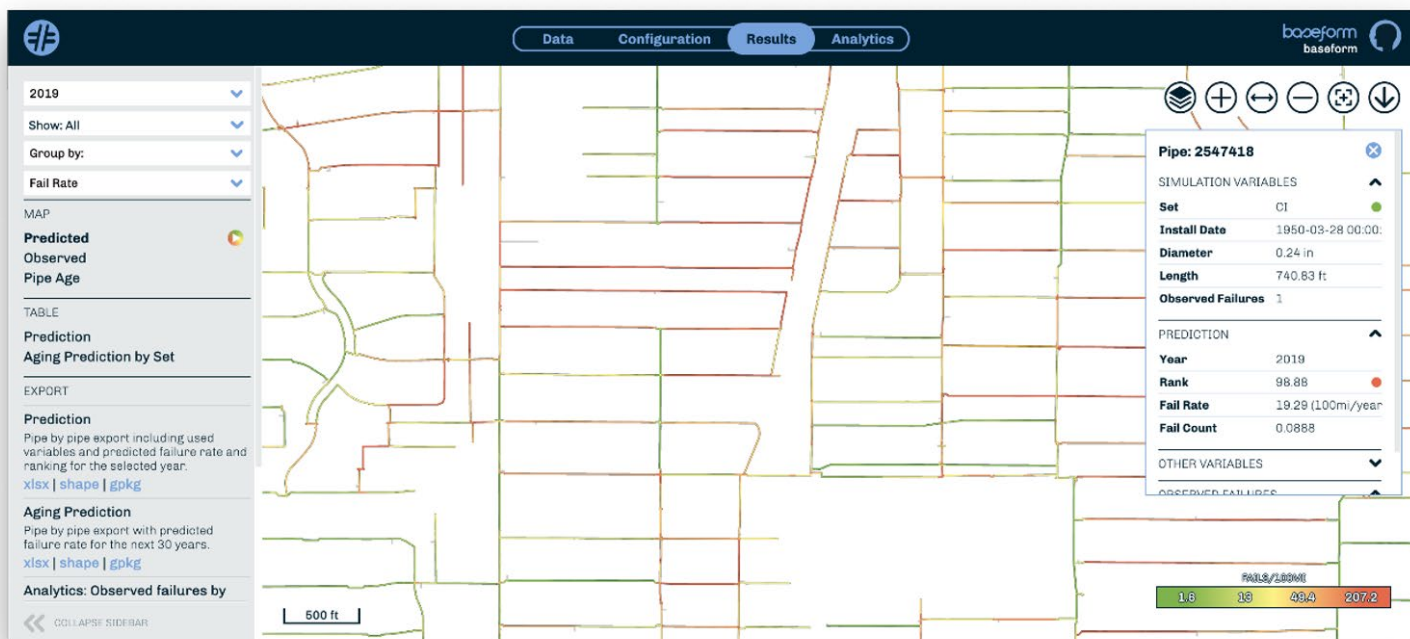 Data Configuration Results Analytics
baseform
baseform
2019
Show: All
Group by:
Fail Rate
MAP
Predicted
Observed
Pipe Age
TABLE
Prediction
Aging Prediction by Set
EXPORT
Prediction
Pipe by pipe export including used
variables and predicted failure rate and
ranking for the selected year.
xlsx | shape | gpkg
Aging Prediction
Pipe by pipe export with predicted
failure rate for the next 30 years.
xlsx | shape | gpkg
Analytics: Observed failures by
COLLAPSE SIDEBAR
500 ft
Pipe: 2547418
SIMULATION VARIABLES
Set CI
Install Date 1950-03-28 00:00:
Diameter 0.24 in
Length 740.83 ft
Observed Failures 1
PREDICTION
Year 2019
Rank 98.88
Fail Rate 19.29 (100mi/year
Fail Count 0.0888
OTHER VARIABLES
OBSERVED FAILURES
FAILS/100MI
1.8 13 49.4 207.2